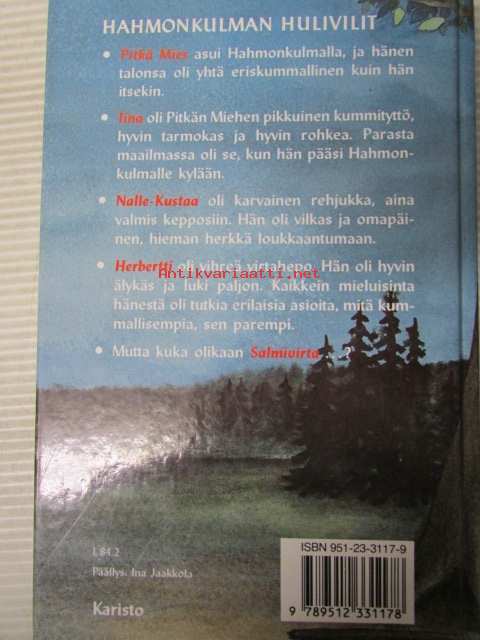 HAHMONKULMAN HULIVILIT
• Pitkä Mies asui Hahmonkulmalla, ja hänen
talonsa oli yhtä eriskummallinen kuin hän
itsekin.
• Iina oli Pitkän Miehen pikkuinen kummityttö,
hyvin tarmokas ja hyvin rohkea. Parasta
maailmassa oli se, kun hän pääsi Hahmon-
kulmalle kylään.
• Nalle-Kustaa oli karvainen rehjukka, aina
valmis kepposiin. Hän oli vilkas ja omapäi-
nen, hieman herkkä loukkaantumaan.
• Herbertti oli vihreä virtahepo. Hän oli hyvin
Antikvariaatti.net
älykäs ja luki paljon. Kaikkein mieluisinta
hänestä oli tutkia erilaisia asioita, mitä kum-
mallisempia, sen parempi.
• Mutta kuka olikaan Salmivirta . . . ?
L 84.2
Päällys: Ina Jaakkola
Karisto
ISBN 951-23-3117-9
9 789512 331178